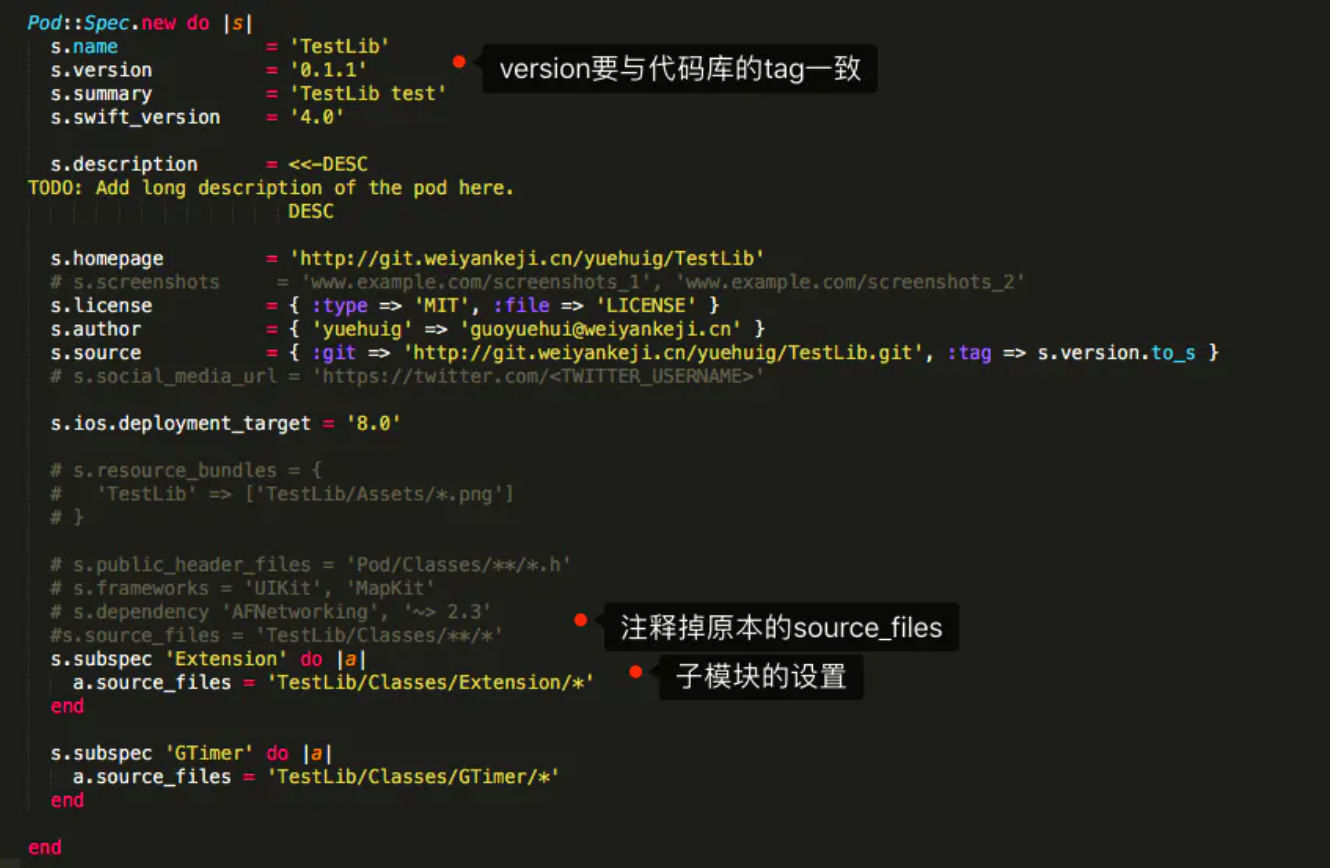 Pod::Spec.new do |s|
s.name = 'TestLib'
s.version = '0.1.1'
version要与代码库的tag一致
s.summary = 'TestLib test'
s.swift_version = '4.0'
s.description = <<-DESC
TODO: Add long description of the pod here.
DESC
s.homepage = 'http://git.weiyankeji.cn/yuehuig/TestLib'
# s.screenshots = 'www.example.com/screenshots_1', 'www.example.com/screenshots_2'
s.license = { :type => 'MIT', :file => 'LICENSE' }
s.author = { 'yuehuig' => 'guoyuehui@weiyankeji.cn' }
s.source = { :git => 'http://git.weiyankeji.cn/yuehuig/TestLib.git', :tag => s.version.to_s }
# s.social_media_url = 'https://twitter.com/<TWITTER_USERNAME>'
s.ios.deployment_target = '8.0'
# s.resource_bundles = {
# 'TestLib' => ['TestLib/Assets/*.png']
# }
# s.public_header_files = 'Pod/Classes/**/*.h'
# s.frameworks = 'UIKit', 'MapKit'
# s.dependency 'AFNetworking', '~> 2.3'
#s.source_files = 'TestLib/Classes/**/*'
注释掉原本的source_files
s.subspec 'Extension' do |a|
a.source_files = 'TestLib/Classes/Extension/*'
子模块的设置
end
s.subspec 'GTimer' do |a|
a.source_files = 'TestLib/Classes/GTimer/*'
end
end